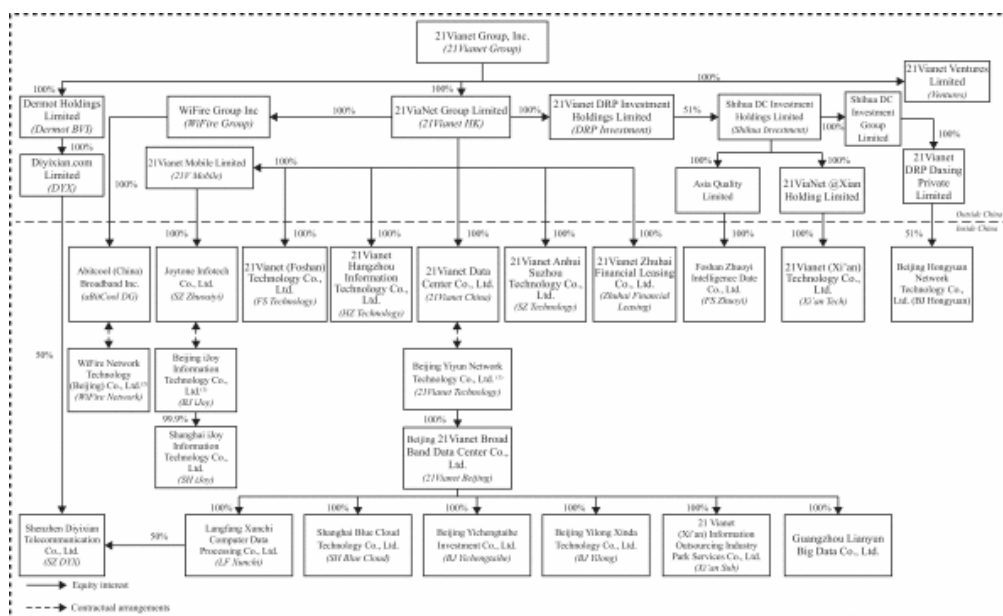 21Vianet Group, Inc.
(21Vianet Group)
100%
100%
100%
21Vianet Ventures
Limited
(Ventures)
Dermot Holdings
Limited
(Dermot BVI)
WiFire Group Inc
(WiFire Group)
100%
21ViaNet Group Limited
(21Vianet HK)
100%
21Vianet DRP Investment
Holdings Limited
(DRP Investment)
51%
Shihua DC Investment
Holdings Limited
(Shihua Investment)
100%
Shihua DC
Investment
Group Limited
100%
Diyixian.com
Limited
(DYX)
100%
21Vianet Mobile Limited
(21V Mobile)
100%
100%
100%
Asia Quality
Limited
21ViaNet @Xian
Holding Limited
100%
21Vianet
DRP Daxing
Private
Limited
Outside China
Inside China
100%
100%
100%
100%
100%
100%
100%
100%
51%
Abitcool (China)
Broadband Inc.
(aBitCool DG)
Joytone Infotech
Co., Ltd.
(SZ Zhuoaiyi)
21Vianet (Foshan)
Technology Co.,
Ltd.
(FS Technology)
21Vianet
Hangzhou
Information
Technology Co.,
Ltd.
(HZ Technology)
21Vianet Data
Center Co., Ltd.
(21Vianet China)
21Vianet Anhui
Suzhou
Technology Co.,
Ltd.
(SZ Technology)
21Vianet Zhuhai
Financial Leasing
Co., Ltd.
(Zhuhai Financial
Leasing)
Foshan Zhuoyi
Intelligence Date Co.,
Ltd.
(FS Zhuoyi)
21Vianet (Xi'an)
Technology Co.,
Ltd.
(Xi'an Tech)
Beijing Hongyuan
Network
Technology Co.,
Ltd. (BJ Hongyuan)
50%
WiFire Network
Technology
(Beijing) Co., Ltd.
(WiFire Network)
Beijing iJoy
Information
Technology Co.,
Ltd.
(BJ iJoy)
Beijing Yiyun Network
Technology Co., Ltd.
(21Vianet Technology)
99.9%
100%
Shanghai iJoy
Information
Technology Co.,
Ltd.
(SH iJoy)
Beijing 21Vianet Broad
Band Data Center Co.,
Ltd.
(21Vianet Beijing)
100%
100%
100%
100%
100%
100%
Shenzhen Diyixian
Telecommunication
Co., Ltd.
(SZ DYX)
50%
Langfang Xunchi
Computer Data
Processing Co., Ltd.
(LF Xunchi)
Shanghai Blue Cloud
Technology Co., Ltd.
(SH Blue Cloud)
Beijing Yichengtaihe
Investment Co., Ltd.
(BJ Yichengtaihe)
Beijing Yilong Xinda
Technology Co., Ltd.
(BJ Yilong)
21 Vianet
(Xi'an) Information
Outsourcing Industry
Park Services Co., Ltd.
(Xi'an Sub)
Guangzhou Lianyun
Big Data Co., Ltd.
Equity interest
Contractual arrangements